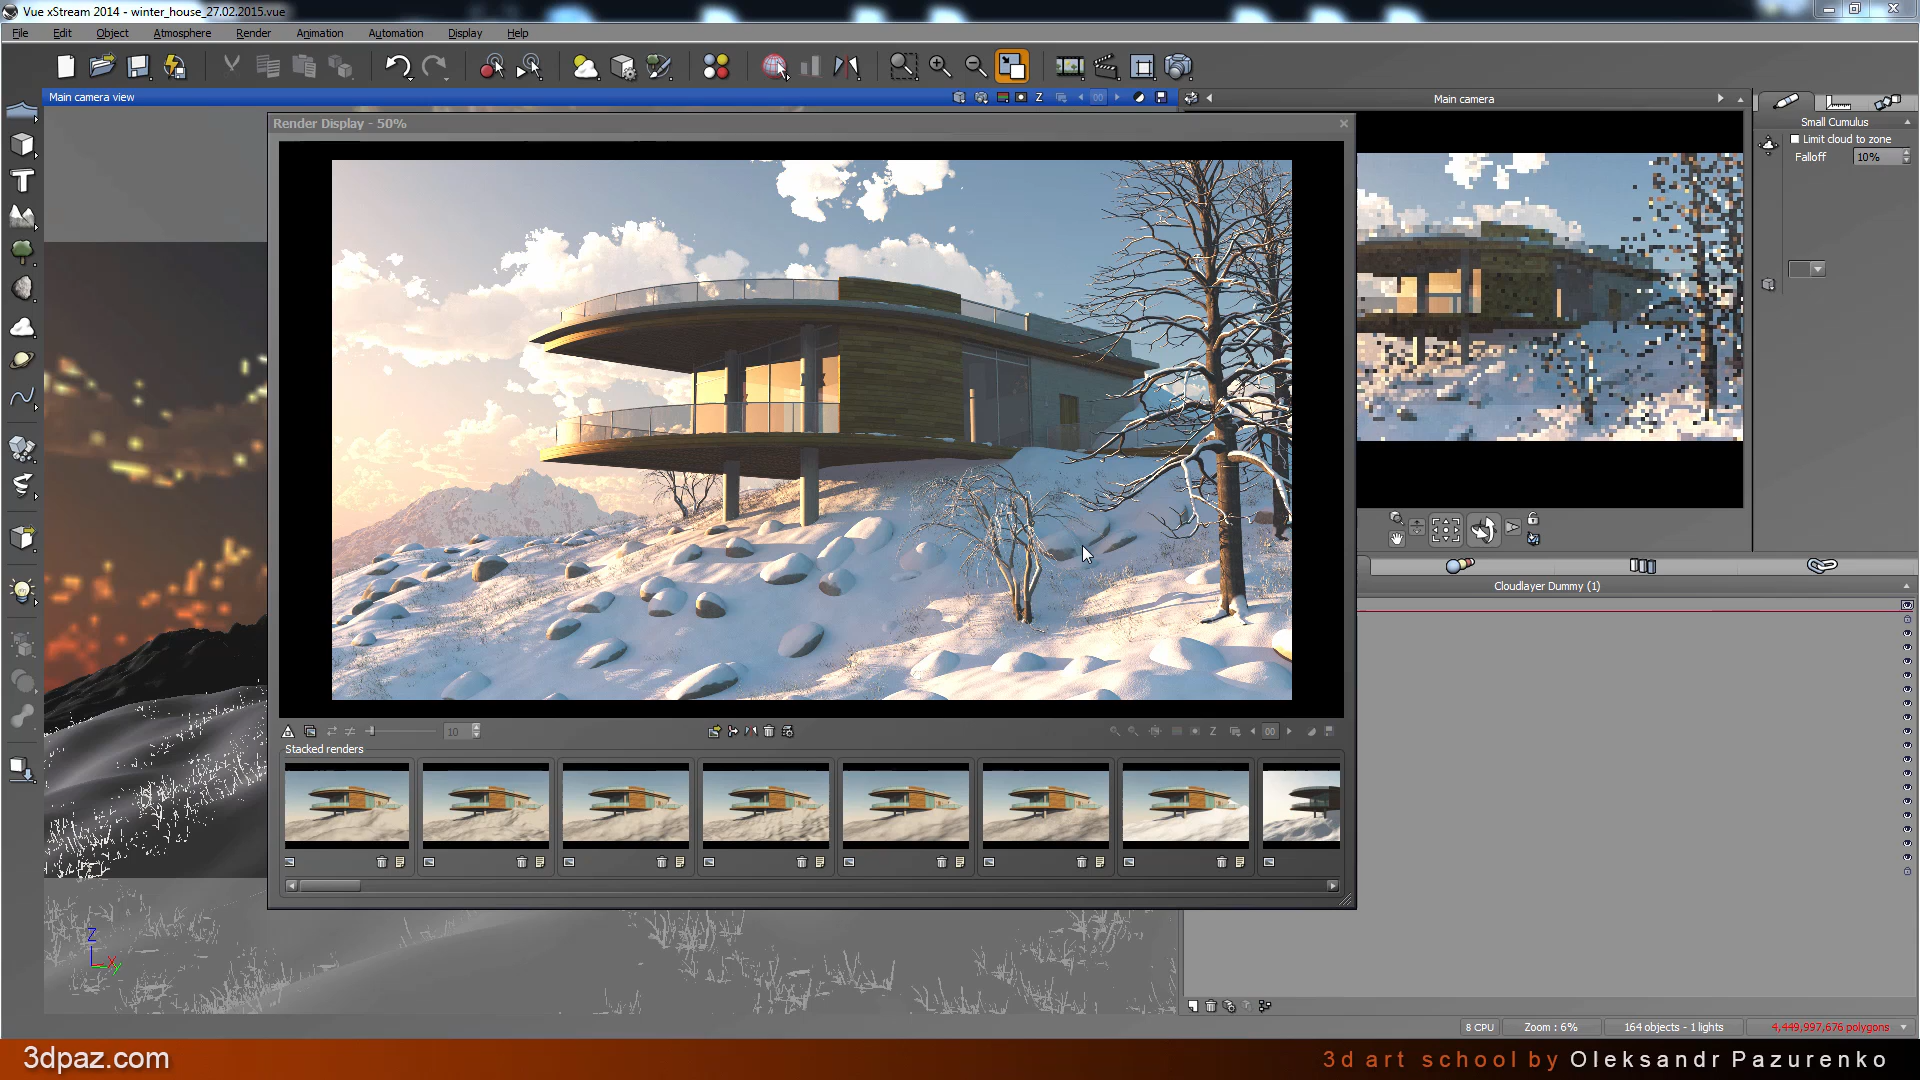 Vue xStream 2014 - winter_house_27.02.2015.vue
File Edit Object Atmosphere Render Animation Automation Display Help
Main camera view
Z
00
Main camera
Render Display - 50%
Small Cumulus
Limit cloud to zone
Falloff 10%
Cloudlayer Dummy (1)
10
Z
00
Stacked renders
Z
X
y
8 CPU
Zoom : 6%
164 objects - 1 lights
4,449,997,676 polygons
3dpaz.com
3d art school by Oleksandr Pazurenko